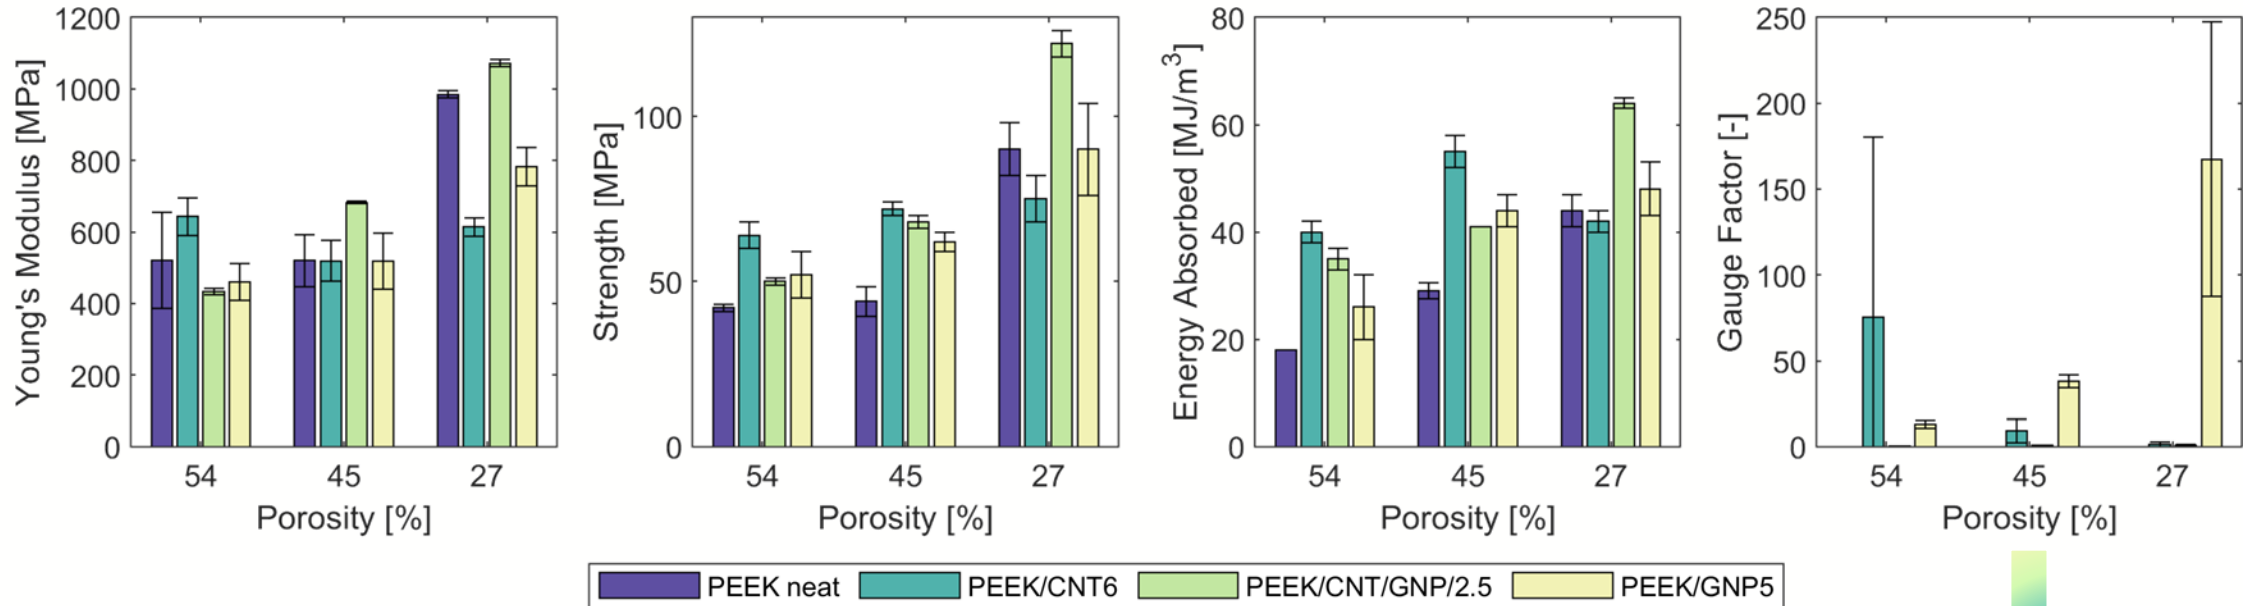 Young's Modulus [MPa]
1200
1000
800
600
400
200
0
54 45 27
Porosity [%]
Strength [MPa]
100
50
0
54 45 27
Porosity [%]
Energy Absorbed [MJ/m³]
80
60
40
20
0
54 45 27
Porosity [%]
Gauge Factor [-]
250
200
150
100
50
0
54 45 27
Porosity [%]
PEEK neat PEEK/CNT6 PEEK/CNT/GNP/2.5 PEEK/GNP5